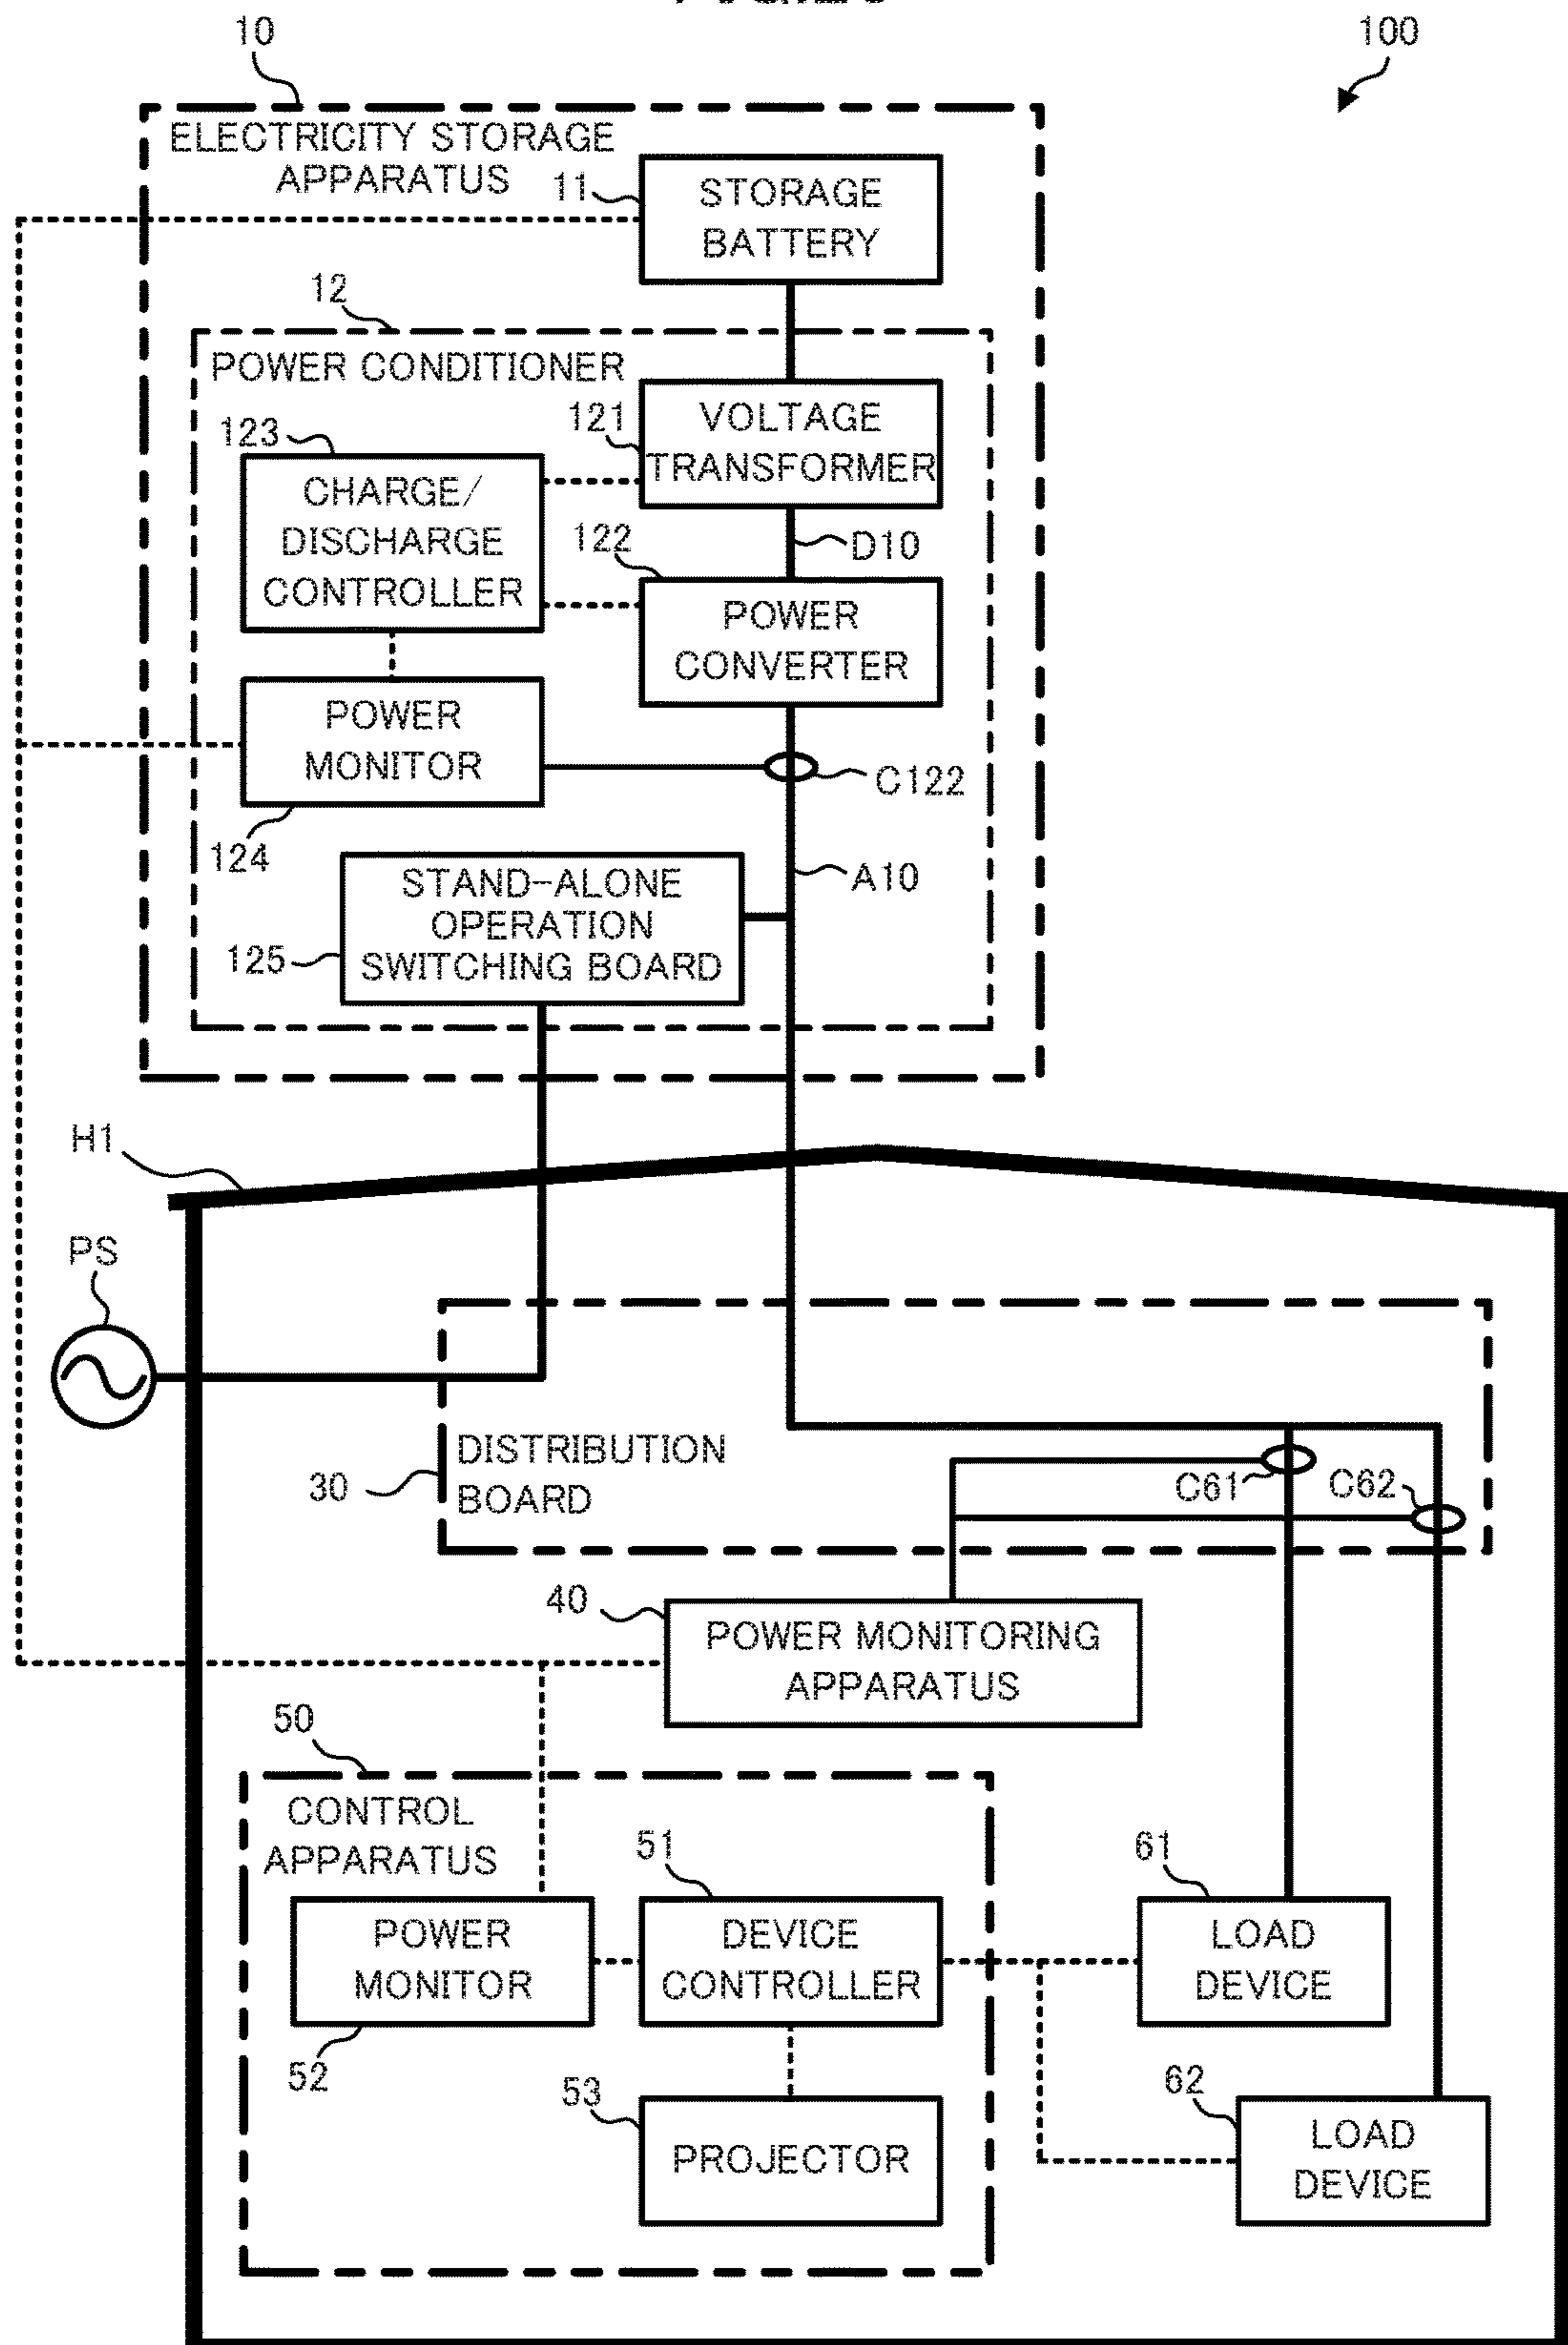 10
100
ELECTRICITY STORAGE
APPARATUS
11
STORAGE
BATTERY
12
POWER CONDITIONER
121
VOLTAGE
TRANSFORMER
123
CHARGE/
DISCHARGE
CONTROLLER
122
D10
POWER
CONVERTER
POWER
MONITOR
C122
124
A10
STAND-ALONE
OPERATION
SWITCHING BOARD
125
H1
PS
DISTRIBUTION
BOARD
30
C61
C62
40
POWER MONITORING
APPARATUS
50
CONTROL
APPARATUS
51
61
POWER
MONITOR
DEVICE
CONTROLLER
LOAD
DEVICE
52
53
62
PROJECTOR
LOAD
DEVICE